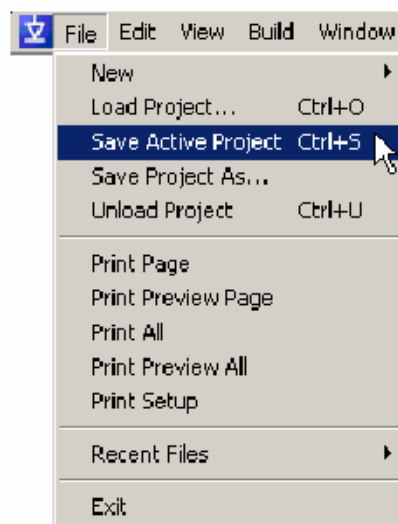 File Edit View Build Window
New
Load Project... Ctrl+O
Save Active Project Ctrl+S
Save Project As...
Unload Project Ctrl+U
Print Page
Print Preview Page
Print All
Print Preview All
Print Setup
Recent Files
Exit